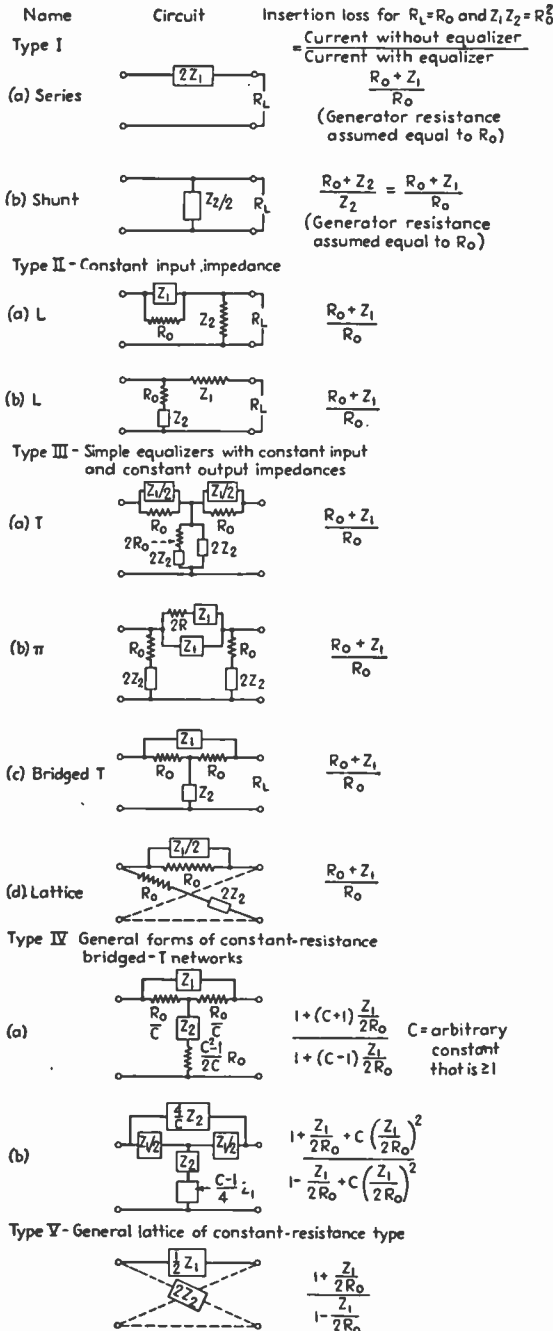 Name Circuit Insertion loss for R_L=R_0 and Z_1 Z_2=R_0^2
Type I = Current without equalizer / Current with equalizer
(a) Series 2Z_1 R_L (R_0 + Z_1) / R_0
(Generator resistance
assumed equal to R_0)
(b) Shunt Z_2/2 R_L (R_0 + Z_2) / Z_2 = (R_0 + Z_1) / R_0
(Generator resistance
assumed equal to R_0)
Type II - Constant input impedance
(a) L Z_1 R_0 Z_2 R_L (R_0 + Z_1) / R_0
(b) L R_0 Z_1 Z_2 R_L (R_0 + Z_1) / R_0
Type III - Simple equalizers with constant input
and constant output impedances
Z_1/2 Z_1/2
(a) T R_0 R_0 (R_0 + Z_1) / R_0
2R_0 2Z_2 2Z_2
Z_1
2R
(b) π R_0 Z_1 R_0 (R_0 + Z_1) / R_0
2Z_2 2Z_2
Z_1
(c) Bridged T R_0 R_0 R_L (R_0 + Z_1) / R_0
Z_2
Z_1/2
(d) Lattice R_0 R_0 2Z_2 (R_0 + Z_1) / R_0
Type IV General forms of constant-resistance
bridged-T networks
Z_1
(a) R_0/C R_0/C (1 + (C+1) Z_1/2R_0) / (1 + (C-1) Z_1/2R_0) C = arbitrary
constant
that is ≥1
Z_2
(C^2-1)/2C R_0
4/C Z_2
(b) Z_1/2 Z_1/2 (1 + Z_1/2R_0 + C (Z_1/2R_0)^2) / (1 - Z_1/2R_0 + C (Z_1/2R_0)^2)
Z_2
(C-1)/4 Z_1
Type V - General lattice of constant-resistance type
1/2 Z_1
2Z_2 (1 + Z_1/2R_0) / (1 - Z_1/2R_0)